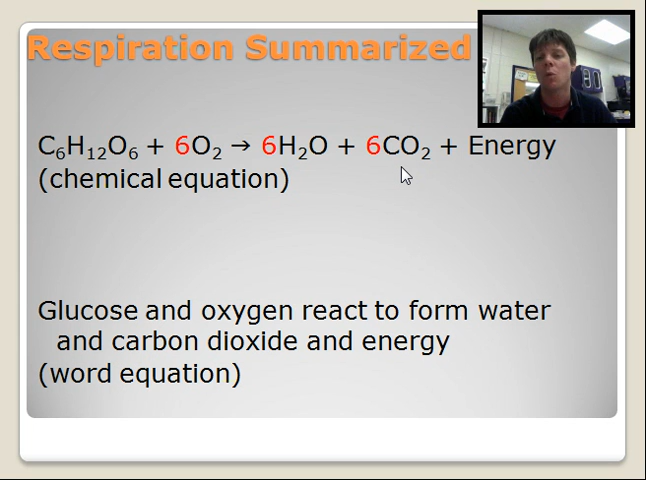 Respiration Summarized
C₆H₁₂O₆ + 6O₂ → 6H₂O + 6CO₂ + Energy
(chemical equation)
Glucose and oxygen react to form water
and carbon dioxide and energy
(word equation)